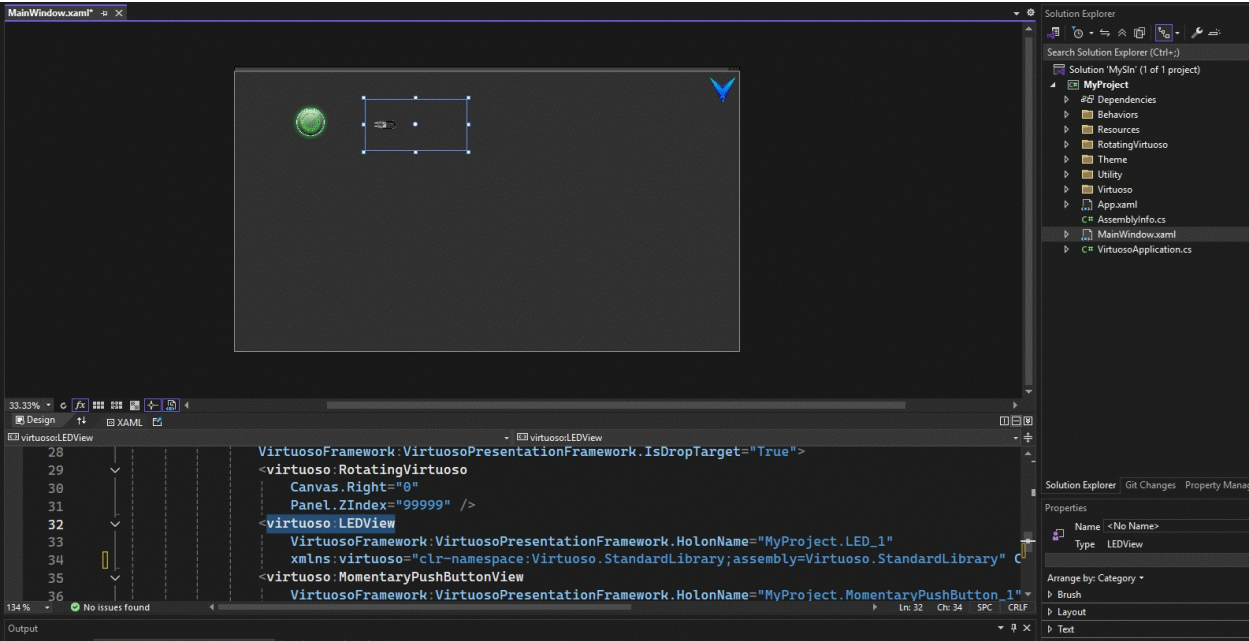 MainWindow.xaml*
Solution Explorer
Search Solution Explorer (Ctrl+;)
Solution 'MySln' (1 of 1 project)
MyProject
Dependencies
Behaviors
Resources
RotatingVirtuoso
Theme
Utility
Virtuoso
App.xaml
C# AssemblyInfo.cs
MainWindow.xaml
C# VirtuosoApplication.cs
33.33%
fx
Design
XAML
virtuoso:LEDView
virtuoso:LEDView
28 VirtuosoFramework:VirtuosoPresentationFramework.IsDropTarget="True">
29 <virtuoso:RotatingVirtuoso
30 Canvas.Right="0"
31 Panel.ZIndex="99999" />
32 <virtuoso:LEDView
33 VirtuosoFramework:VirtuosoPresentationFramework.HolonName="MyProject.LED_1"
34 xmlns:virtuoso="clr-namespace:Virtuoso.StandardLibrary;assembly=Virtuoso.StandardLibrary" C
35 <virtuoso:MomentaryPushButtonView
36 VirtuosoFramework:VirtuosoPresentationFramework.HolonName="MyProject.MomentaryPushButton_1"
134 %
No issues found
Ln: 32 Ch: 34 SPC CRLF
Output
Solution Explorer Git Changes Property Manag
Properties
Name <No Name>
Type LEDView
Arrange by: Category
Brush
Layout
Text